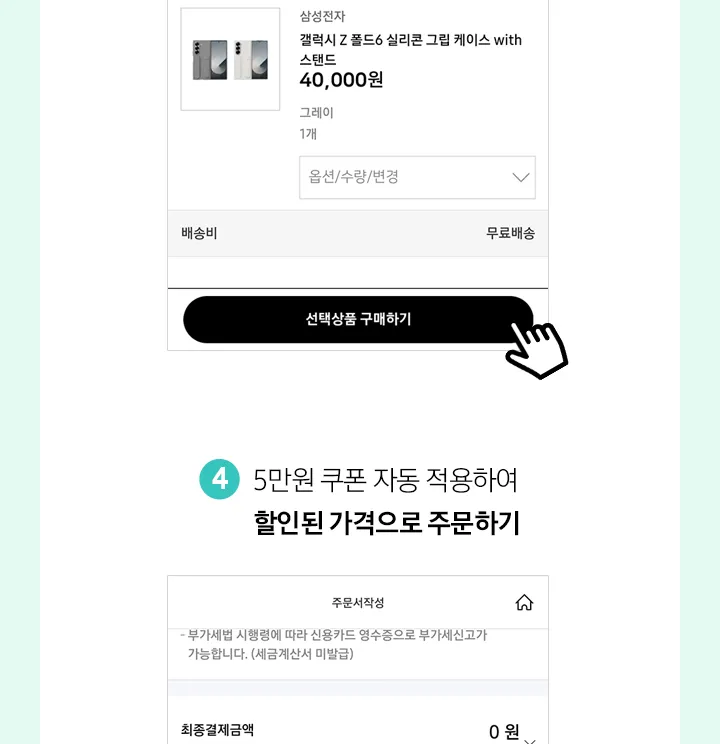 삼성전자
갤럭시 Z 폴드6 실리콘 그립 케이스 with
스탠드
40,000원
그레이
1개
옵션/수량/변경
배송비 무료배송
선택상품 구매하기
4 5만원 쿠폰 자동 적용하여
할인된 가격으로 주문하기
주문서작성
- 부가세법 시행령에 따라 신용카드 영수증으로 부가세신고가
가능합니다. (세금계산서 미발급)
최종결제금액 0 원